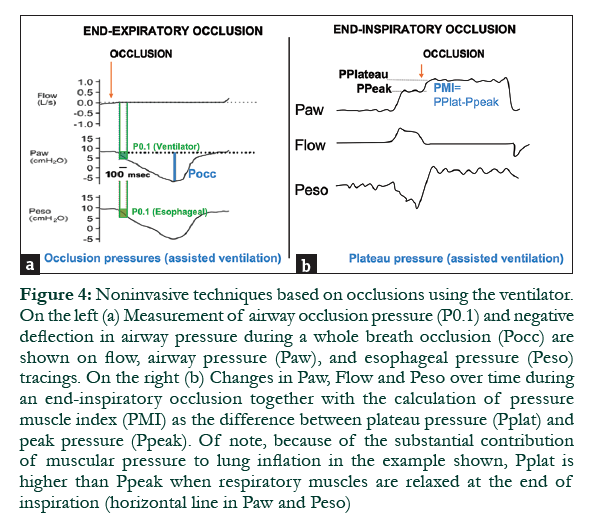 END-EXPIRATORY OCCLUSION
OCCLUSION
Flow
(L/s)
1.0
0.5
0.0
-0.5
-1.0
Paw
(cmH2O)
15
10
5
0
-5
P0.1 (Ventilator)
100 msec
Pocc
Peso
(cmH2O)
15
10
5
0
-5
P0.1 (Esophageal)
a
Occlusion pressures (assisted ventilation)
END-INSPIRATORY OCCLUSION
OCCLUSION
PPlateau
PPeak
PMI=
PPlat-Ppeak
Paw
Flow
Peso
b
Plateau pressure (assisted ventilation)
Figure 4: Noninvasive techniques based on occlusions using the ventilator.
On the left (a) Measurement of airway occlusion pressure (P0.1) and negative
deflection in airway pressure during a whole breath occlusion (Pocc) are
shown on flow, airway pressure (Paw), and esophageal pressure (Peso)
tracings. On the right (b) Changes in Paw, Flow and Peso over time during
an end-inspiratory occlusion together with the calculation of pressure
muscle index (PMI) as the difference between plateau pressure (Pplat) and
peak pressure (Ppeak). Of note, because of the substantial contribution
of muscular pressure to lung inflation in the example shown, Pplat is
higher than Ppeak when respiratory muscles are relaxed at the end of
inspiration (horizontal line in Paw and Peso)